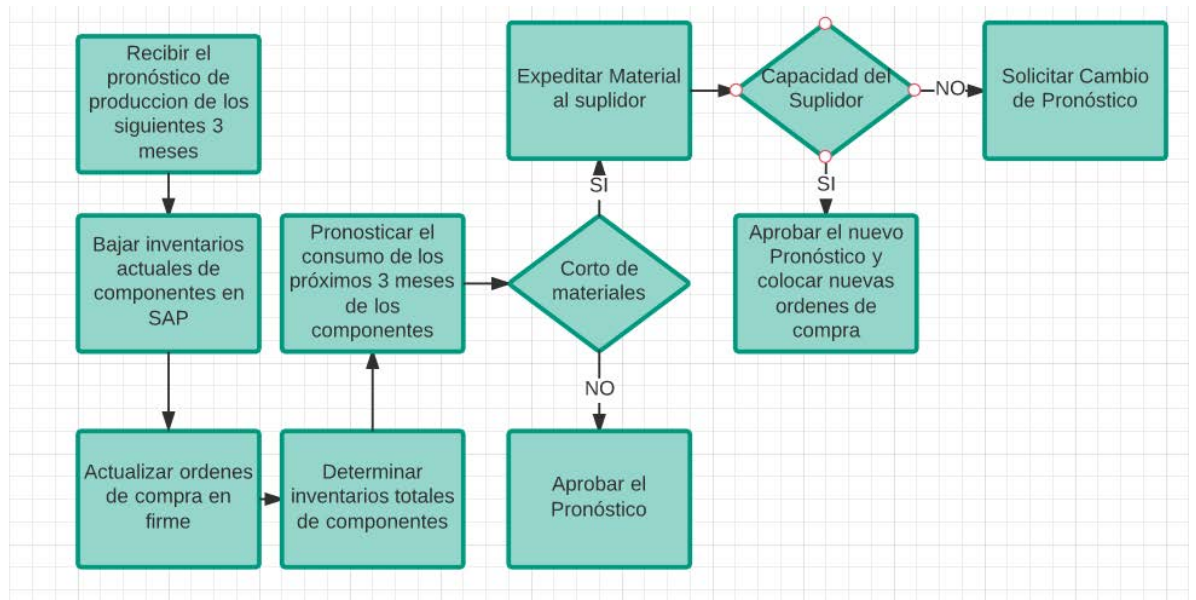 Recibir el
pronóstico de
produccion de los
siguientes 3
meses
Bajar inventarios
actuales de
componentes en
SAP
Actualizar ordenes
de compra en
firme
Determinar
inventarios totales
de componentes
Pronosticar el
consumo de los
próximos 3 meses
de los
componentes
Corto de
materiales
SI
NO
Aprobar el
Pronóstico
Expeditar Material
al suplidor
Capacidad del
Suplidor
NO
SI
Solicitar Cambio
de Pronóstico
Aprobar el nuevo
Pronóstico y
colocar nuevas
ordenes de
compra